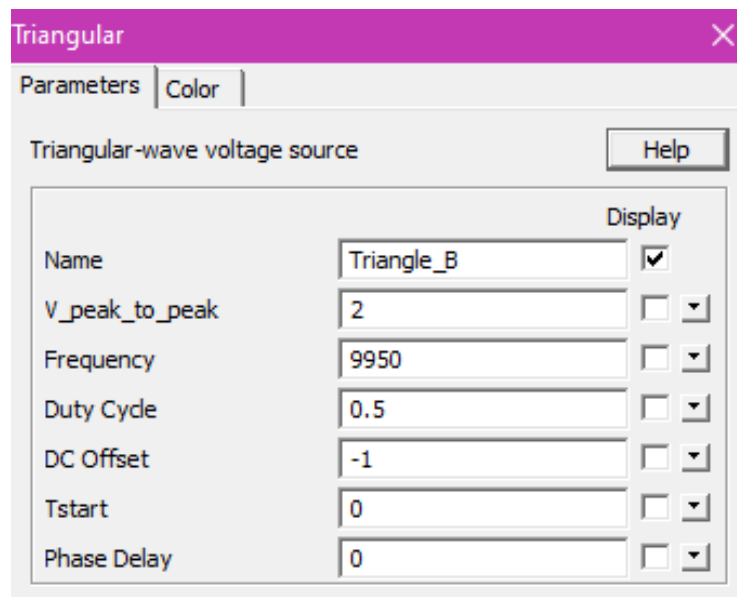 Triangular
Parameters Color
Triangular-wave voltage source Help
Display
Name Triangle_B
V_peak_to_peak 2
Frequency 9950
Duty Cycle 0.5
DC Offset -1
Tstart 0
Phase Delay 0